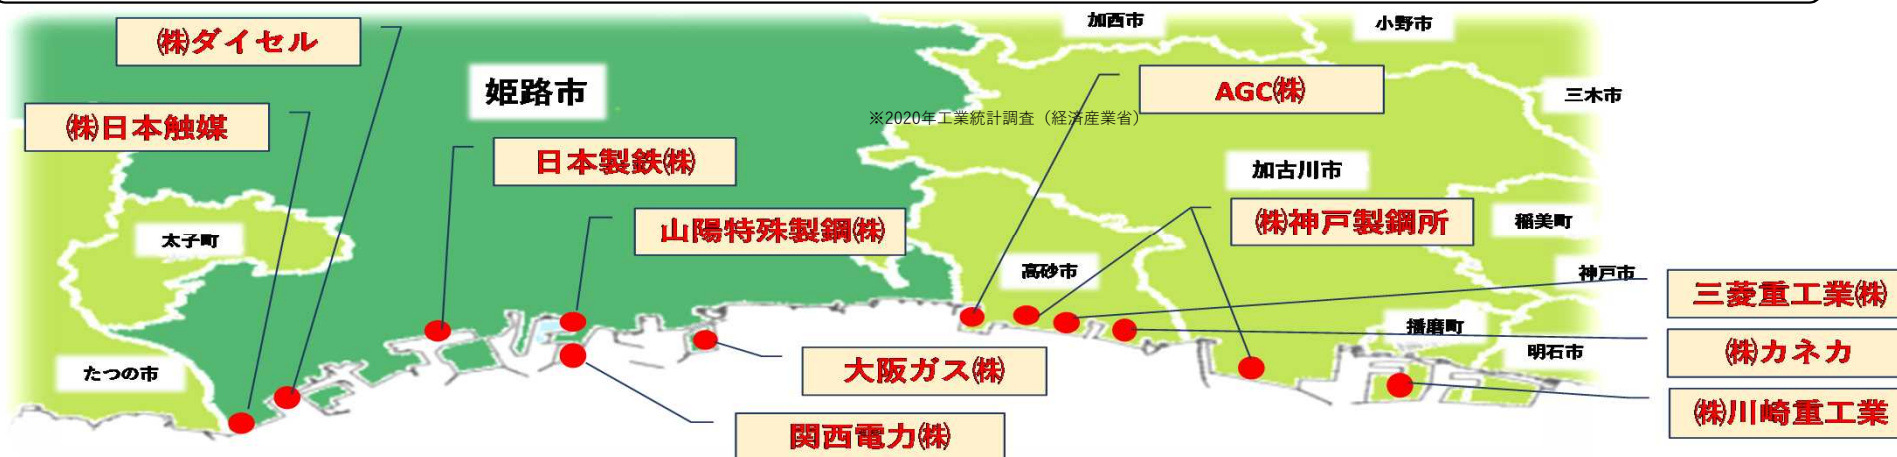 加西市
小野市
㈱ダイセル
姫路市
AGC㈱
三木市
※2020年工業統計調査（経済産業省）
㈱日本触媒
日本製鉄㈱
加古川市
山陽特殊製鋼㈱
㈱神戸製鋼所
稲美町
太子町
高砂市
神戸市
三菱重工業㈱
播磨町
㈱カネカ
明石市
大阪ガス㈱
たつの市
㈱川崎重工業
関西電力㈱